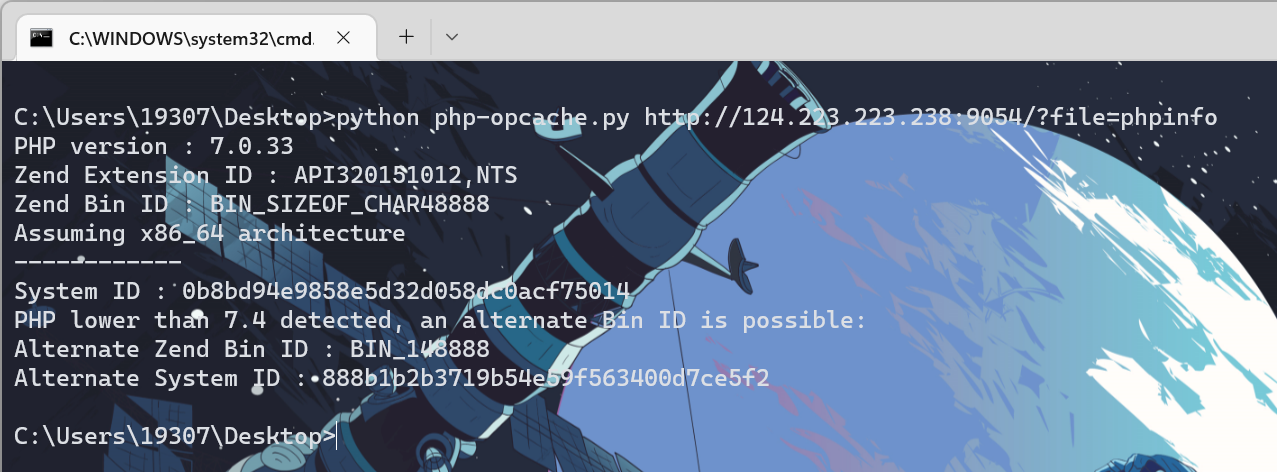 C:\WINDOWS\system32\cmd.
C:\Users\19307\Desktop>python php-opcache.py http://124.223.223.238:9054/?file=phpinfo
PHP version : 7.0.33
Zend Extension ID : API320151012,NTS
Zend Bin ID : BIN_SIZEOF_CHAR48888
Assuming x86_64 architecture
------------
System ID : 0b8bd94e9858e5d32d058dc0acf75014
PHP lower than 7.4 detected, an alternate Bin ID is possible:
Alternate Zend Bin ID : BIN_148888
Alternate System ID : 888b1b2b3719b54e59f563400d7ce5f2
C:\Users\19307\Desktop>